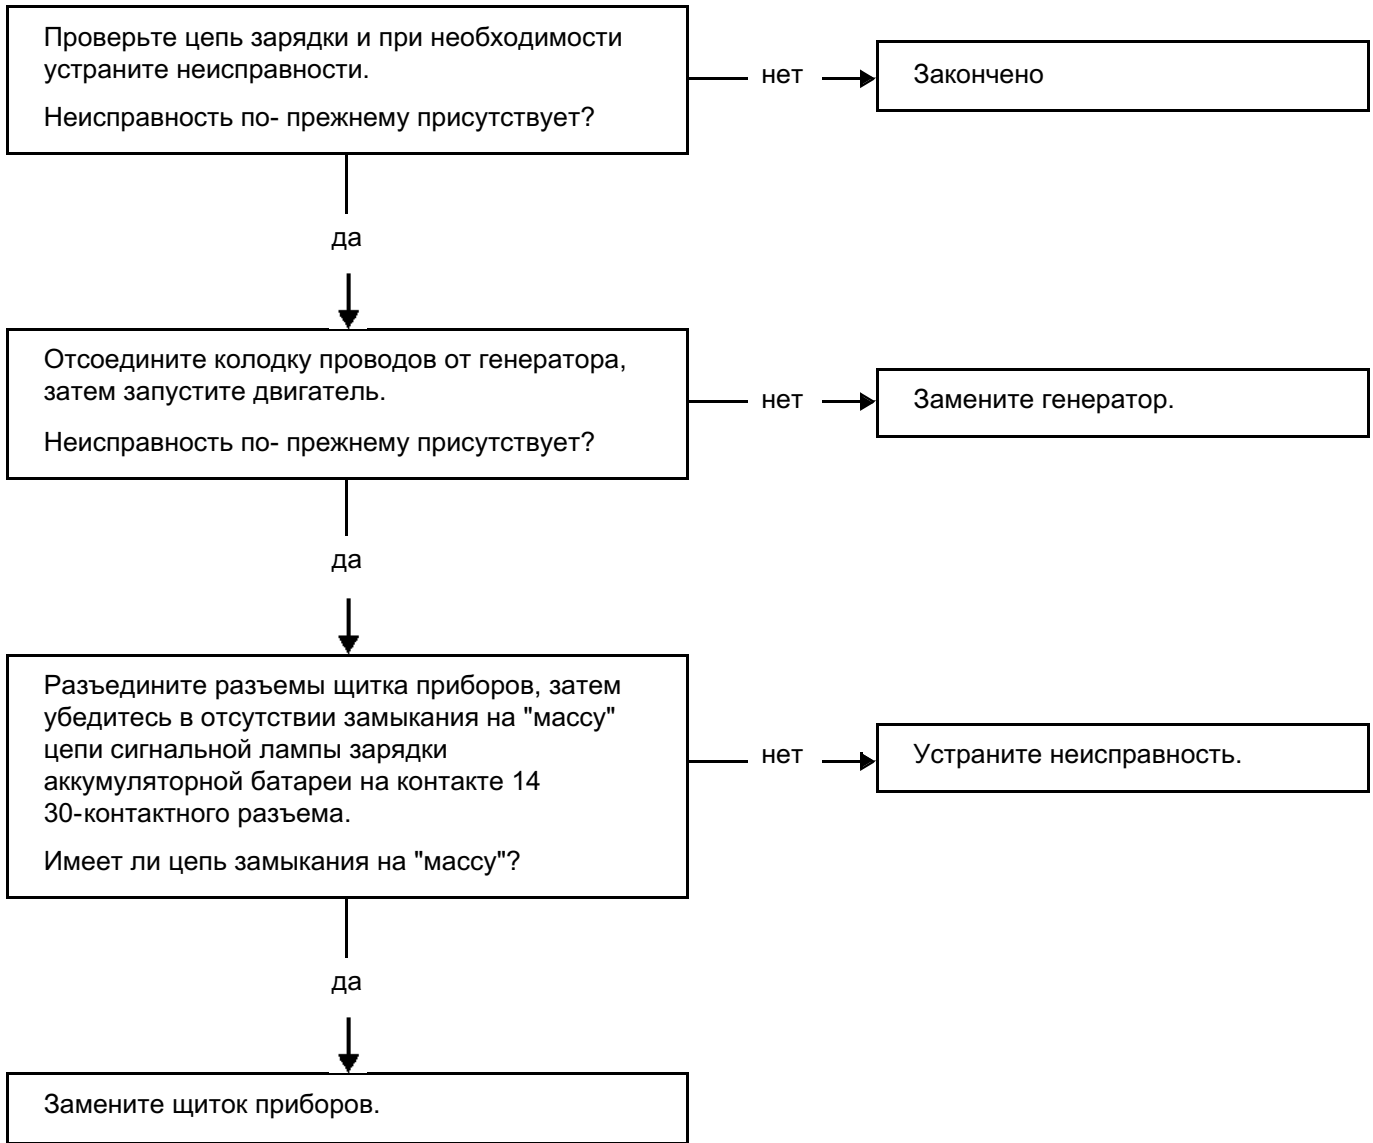 Проверьте цепь зарядки и при необходимости
устраните неисправности.
Неисправность по- прежнему присутствует?
нет
Закончено
да
Отсоедините колодку проводов от генератора,
затем запустите двигатель.
Неисправность по- прежнему присутствует?
нет
Замените генератор.
да
Разъедините разъемы щитка приборов, затем
убедитесь в отсутствии замыкания на "массу"
цепи сигнальной лампы зарядки
аккумуляторной батареи на контакте 14
30-контактного разъема.
Имеет ли цепь замыкания на "массу"?
нет
Устраните неисправность.
да
Замените щиток приборов.